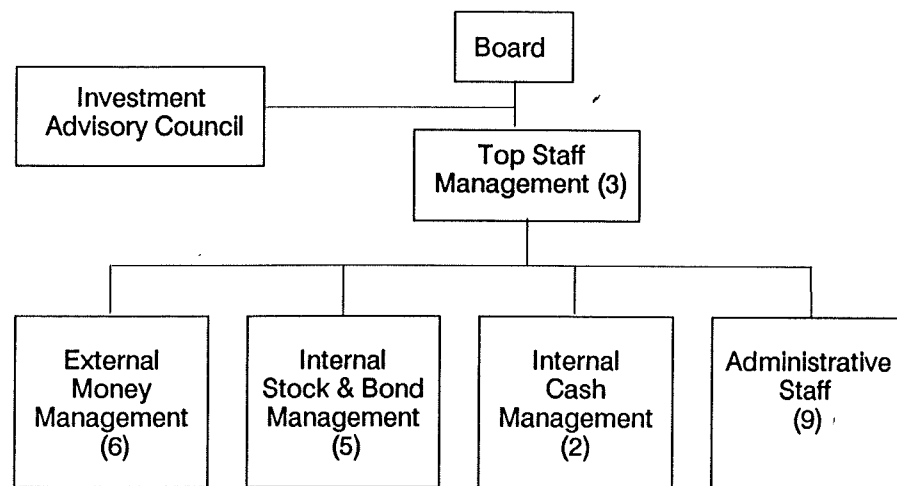 Board
Investment
Advisory Council
Top Staff
Management (3)
External
Money
Management
(6)
Internal
Stock & Bond
Management
(5)
Internal
Cash
Management
(2)
Administrative
Staff
(9)